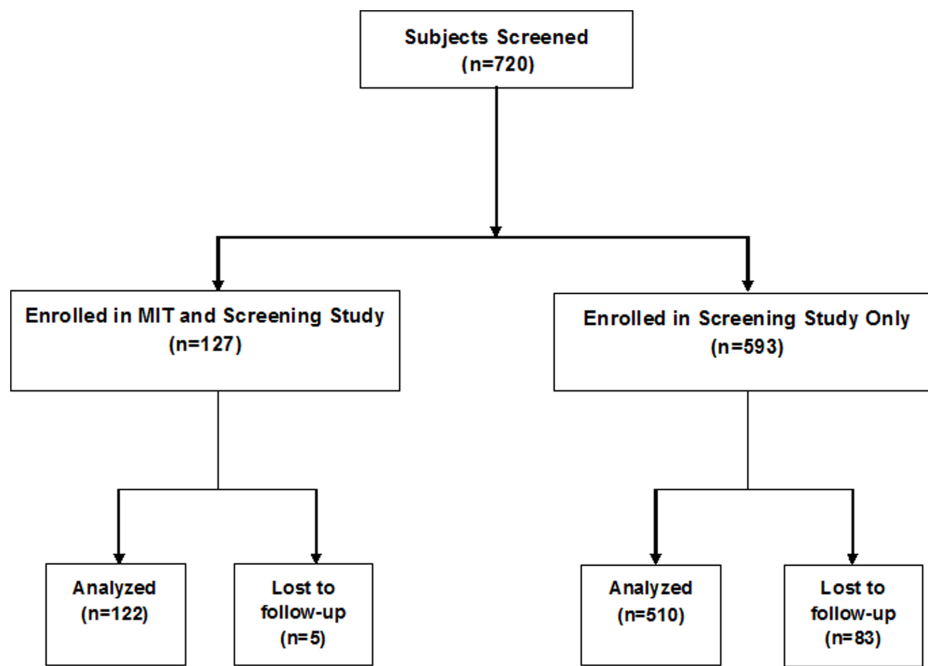 Subjects Screened
(n=720)
Enrolled in MIT and Screening Study
(n=127)
Enrolled in Screening Study Only
(n=593)
Analyzed
(n=122)
Lost to
follow-up
(n=5)
Analyzed
(n=510)
Lost to
follow-up
(n=83)